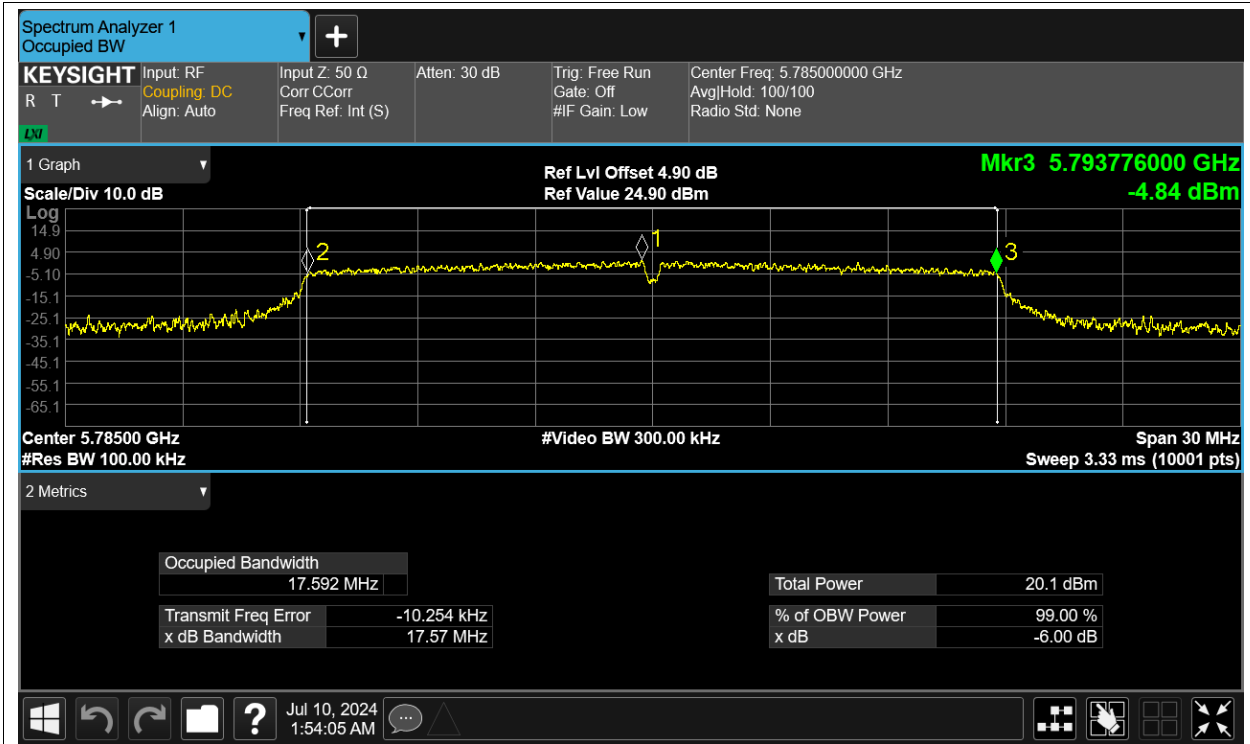 Spectrum Analyzer 1
Occupied BW
KEYSIGHT
R T
LXI
Input: RF
Coupling: DC
Align: Auto
Input Z: 50 Ω
Corr CCorr
Freq Ref: Int (S)
Atten: 30 dB
Trig: Free Run
Gate: Off
#IF Gain: Low
Center Freq: 5.785000000 GHz
Avg|Hold: 100/100
Radio Std: None
1 Graph
Scale/Div 10.0 dB
Ref Lvl Offset 4.90 dB
Ref Value 24.90 dBm
Mkr3 5.793776000 GHz
-4.84 dBm
Log
14.9
4.90
-5.10
-15.1
-25.1
-35.1
-45.1
-55.1
-65.1
2
1
3
Center 5.78500 GHz
#Res BW 100.00 kHz
#Video BW 300.00 kHz
Span 30 MHz
Sweep 3.33 ms (10001 pts)
2 Metrics
Occupied Bandwidth
17.592 MHz
Transmit Freq Error -10.254 kHz
x dB Bandwidth 17.57 MHz
Total Power 20.1 dBm
% of OBW Power 99.00 %
x dB -6.00 dB
?
Jul 10, 2024
1:54:05 AM